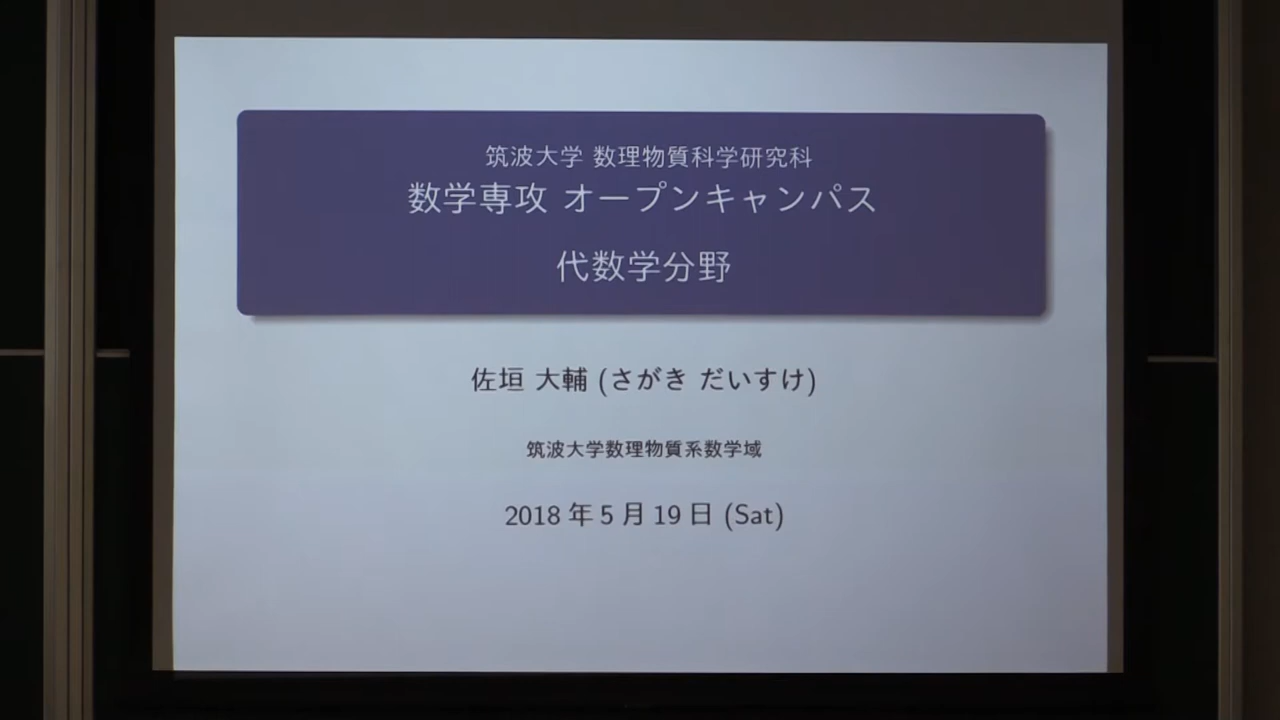 筑波大学 数理物質科学研究科
数学専攻 オープンキャンパス
代数学分野
佐垣 大輔 (さがき だいすけ)
筑波大学数理物質系数学域
2018 年 5 月 19 日 (Sat)